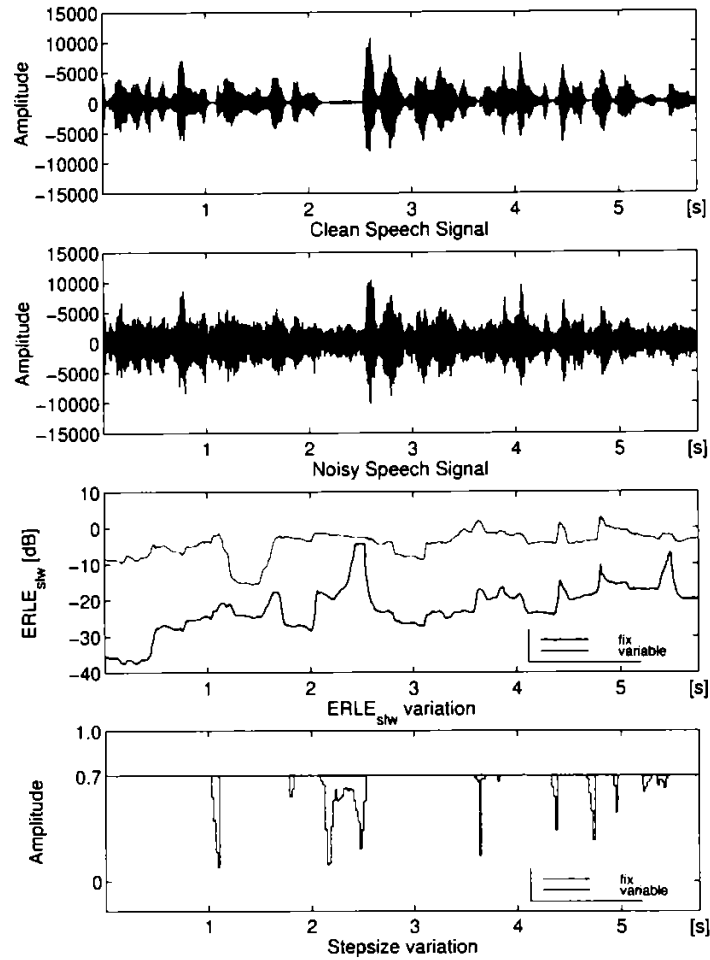 15000
10000
-5000
0
-5000
-10000
-15000
Amplitude
1 2 3 4 5 [s]
Clean Speech Signal
15000
10000
-5000
0
-5000
-10000
-15000
Amplitude
1 2 3 4 5 [s]
Noisy Speech Signal
10
0
-10
-20
-30
-40
ERLE_slw [dB]
fix
variable
1 2 3 4 5 [s]
ERLE_slw variation
1.0
0.7
0
Amplitude
fix
variable
1 2 3 4 5 [s]
Stepsize variation